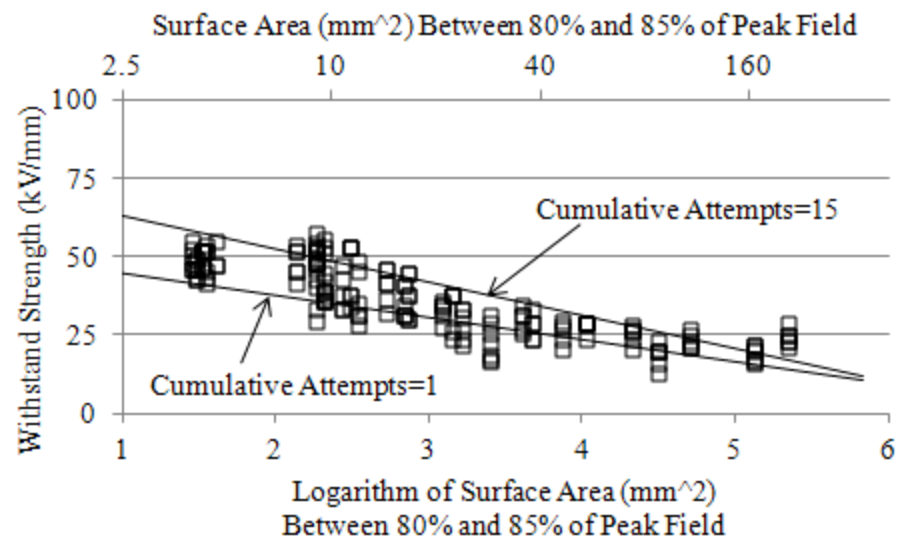 Surface Area (mm^2) Between 80% and 85% of Peak Field
2.5 10 40 160
100
75
50
25
0
Withstand Strength (kV/mm)
Cumulative Attempts=15
Cumulative Attempts=1
1 2 3 4 5 6
Logarithm of Surface Area (mm^2)
Between 80% and 85% of Peak Field